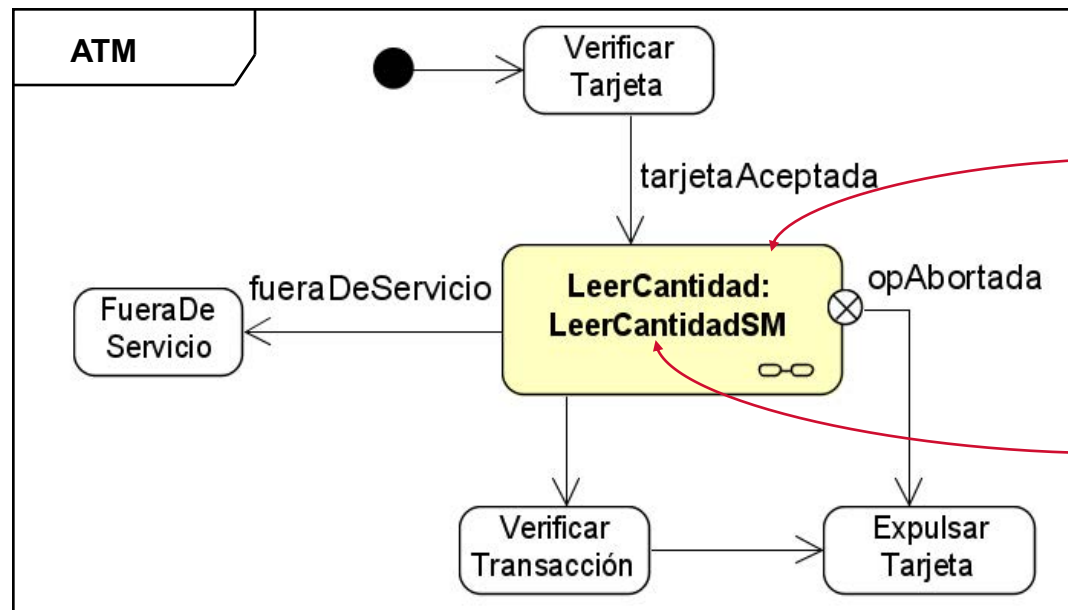 ATM
Verificar
Tarjeta
tarjetaAceptada
fueraDeServicio
LeerCantidad:
LeerCantidadSM
opAbortada
FueraDe
Servicio
Verificar
Transacción
Expulsar
Tarjeta